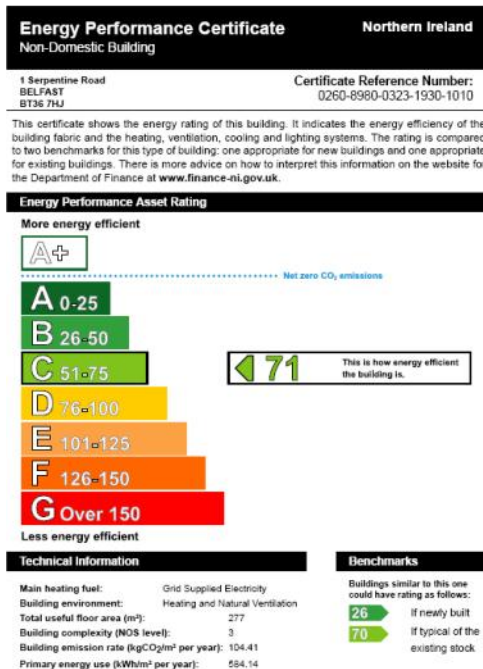 Energy Performance Certificate
Northern Ireland
Non-Domestic Building
1 Serpentine Road
BELFAST
BT36 7HJ
Certificate Reference Number:
0260-8980-0323-1930-1010
This certificate shows the energy rating of this building. It indicates the energy efficiency of the
building fabric and the heating, ventilation, cooling and lighting systems. The rating is compared
to two benchmarks for this type of building: one appropriate for new buildings and one appropriate
for existing buildings. There is more advice on how to interpret this information on the website for
the Department of Finance at www.finance-ni.gov.uk.
Energy Performance Asset Rating
More energy efficient
A+
Net zero CO₂ emissions
A 0-25
B 26-50
C 51-75
71
This is how energy efficient
the building is.
D 76-100
E 101-125
F 126-150
G Over 150
Less energy efficient
Technical Information
Main heating fuel: Grid Supplied Electricity
Building environment: Heating and Natural Ventilation
Total useful floor area (m²): 277
Building complexity (NOS level): 3
Building emission rate (kgCO₂/m² per year): 104.41
Primary energy use (kWh/m² per year): 584.14
Benchmarks
Buildings similar to this one
could have rating as follows:
26 If newly built
70 If typical of the
existing stock